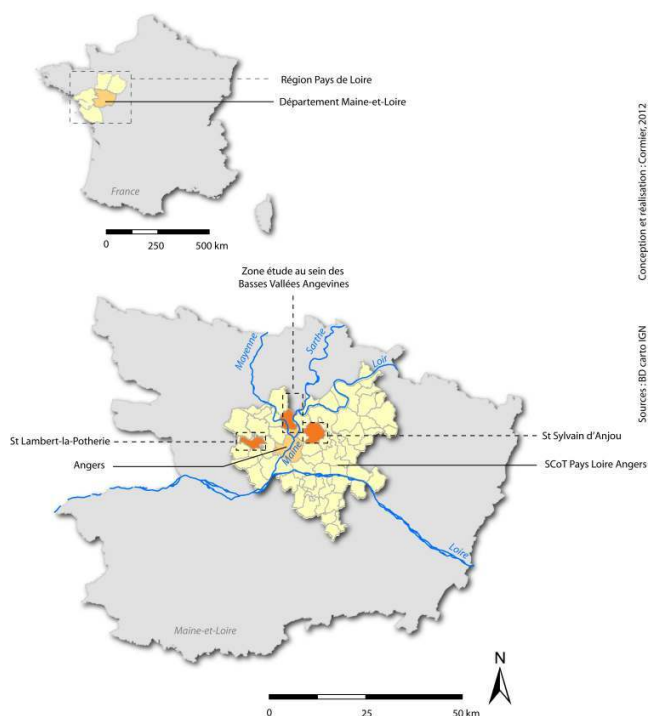 Région Pays de Loire
Département Maine-et-Loire
France
0 250 500 km
Zone étude au sein des
Basses Vallées Angevines
Mayenne
Sarthe
Loir
St Lambert-la-Potherie
St Sylvain d'Anjou
Angers
Maine
SCoT Pays Loire Angers
Loire
Maine-et-Loire
N
0 25 50 km
Conception et réalisation : Cormier, 2012
Sources : BD carto IGN